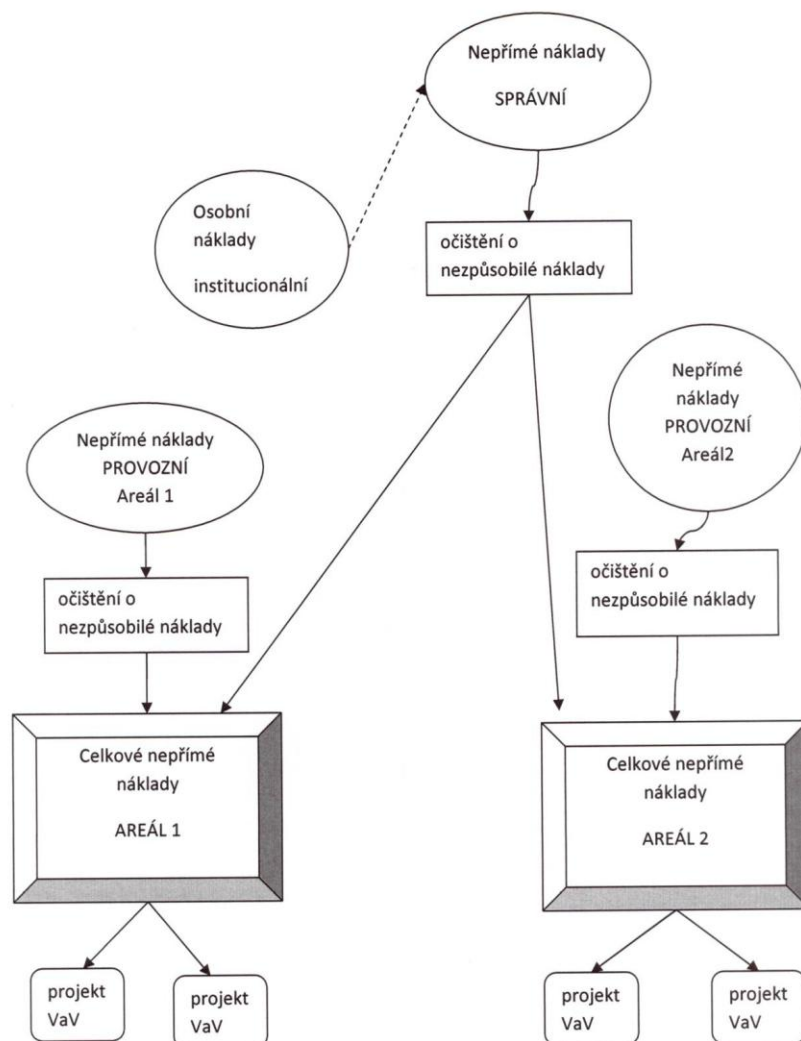 Nepřímé náklady
SPRÁVNÍ
Osobní
náklady
institucionální
očištění o
nezpůsobilé náklady
Nepřímé
náklady
PROVOZNÍ
Areál2
Nepřímé náklady
PROVOZNÍ
Areál 1
očištění o
nezpůsobilé náklady
očištění o
nezpůsobilé náklady
Celkové nepřímé
náklady
AREÁL 1
Celkové nepřímé
náklady
AREÁL 2
projekt
VaV
projekt
VaV
projekt
VaV
projekt
VaV